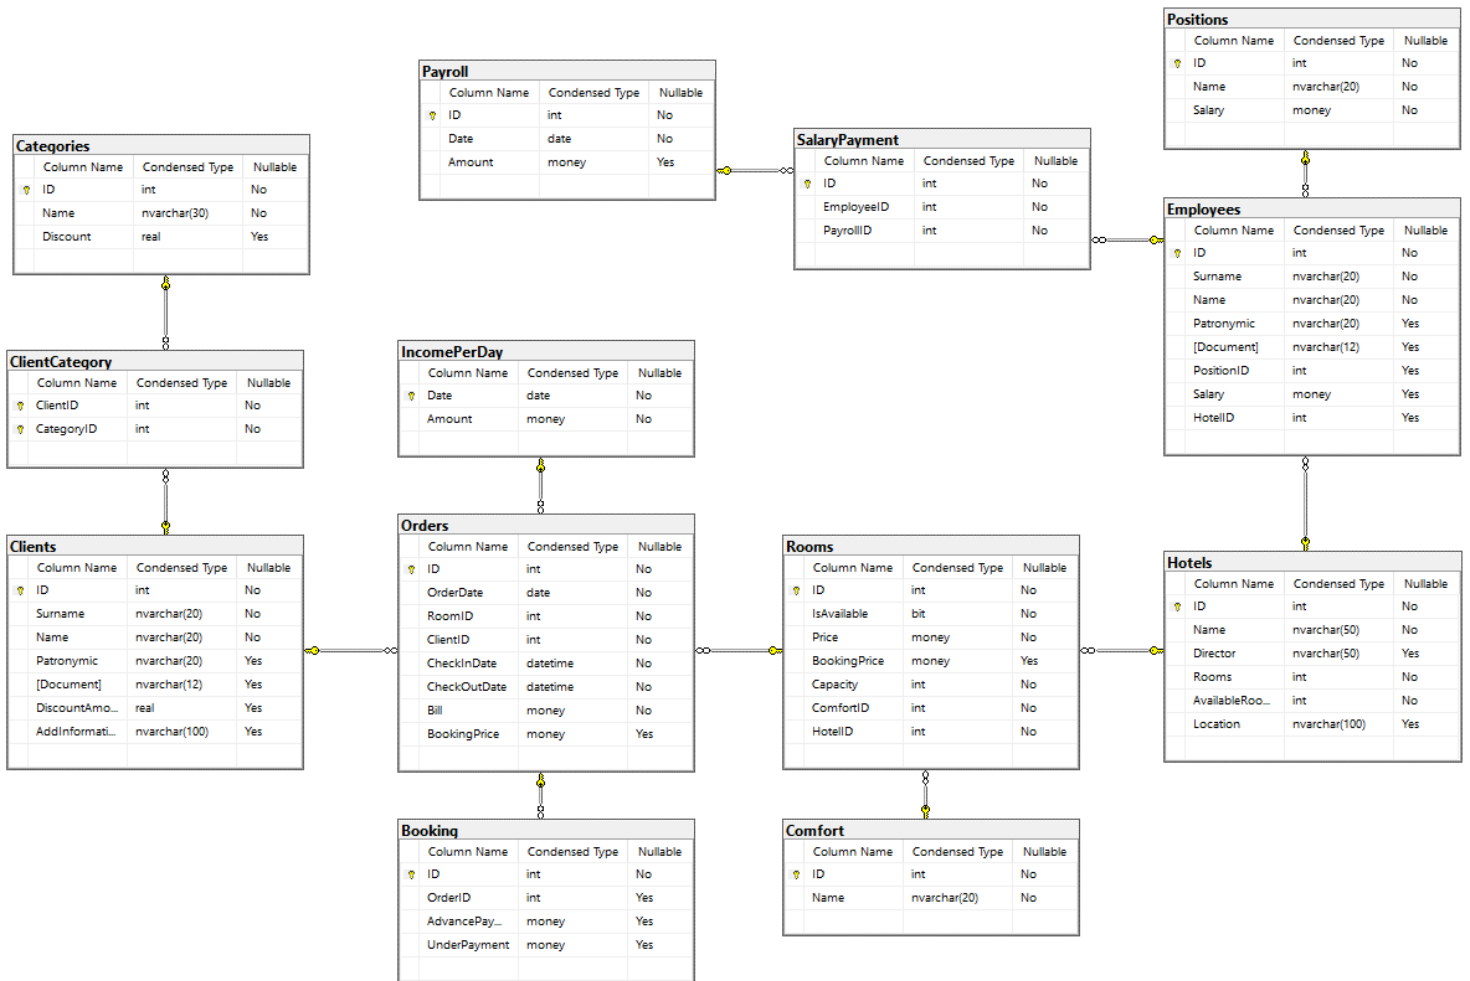 Positions
Column Name Condensed Type Nullable
ID int No
Name nvarchar(20) No
Salary money No
Payroll
Column Name Condensed Type Nullable
ID int No
Date date No
Amount money Yes
SalaryPayment
Column Name Condensed Type Nullable
ID int No
EmployeeID int No
PayrollID int No
Categories
Column Name Condensed Type Nullable
ID int No
Name nvarchar(30) No
Discount real Yes
Employees
Column Name Condensed Type Nullable
ID int No
Surname nvarchar(20) No
Name nvarchar(20) No
Patronymic nvarchar(20) Yes
[Document] nvarchar(12) Yes
PositionID int Yes
Salary money Yes
HotelID int Yes
ClientCategory
Column Name Condensed Type Nullable
ClientID int No
CategoryID int No
IncomePerDay
Column Name Condensed Type Nullable
Date date No
Amount money No
Clients
Column Name Condensed Type Nullable
ID int No
Surname nvarchar(20) No
Name nvarchar(20) No
Patronymic nvarchar(20) Yes
[Document] nvarchar(12) Yes
DiscountAmo... real Yes
AddInformati... nvarchar(100) Yes
Orders
Column Name Condensed Type Nullable
ID int No
OrderDate date No
RoomID int No
ClientID int No
CheckInDate datetime No
CheckOutDate datetime No
Bill money No
BookingPrice money Yes
Rooms
Column Name Condensed Type Nullable
ID int No
IsAvailable bit No
Price money No
BookingPrice money Yes
Capacity int No
ComfortID int No
HotelID int No
Hotels
Column Name Condensed Type Nullable
ID int No
Name nvarchar(50) No
Director nvarchar(50) Yes
Rooms int No
AvailableRoo... int No
Location nvarchar(100) Yes
Booking
Column Name Condensed Type Nullable
ID int No
OrderID int Yes
AdvancePay... money Yes
UnderPayment money Yes
Comfort
Column Name Condensed Type Nullable
ID int No
Name nvarchar(20) No